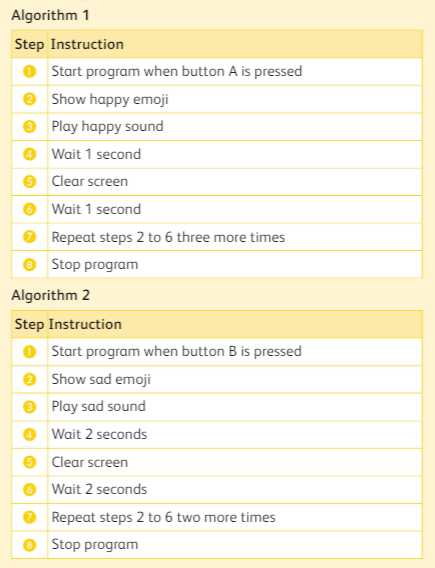 Algorithm 1
Step Instruction
1 Start program when button A is pressed
2 Show happy emoji
3 Play happy sound
4 Wait 1 second
5 Clear screen
6 Wait 1 second
7 Repeat steps 2 to 6 three more times
8 Stop program
Algorithm 2
Step Instruction
1 Start program when button B is pressed
2 Show sad emoji
3 Play sad sound
4 Wait 2 seconds
5 Clear screen
6 Wait 2 seconds
7 Repeat steps 2 to 6 two more times
8 Stop program